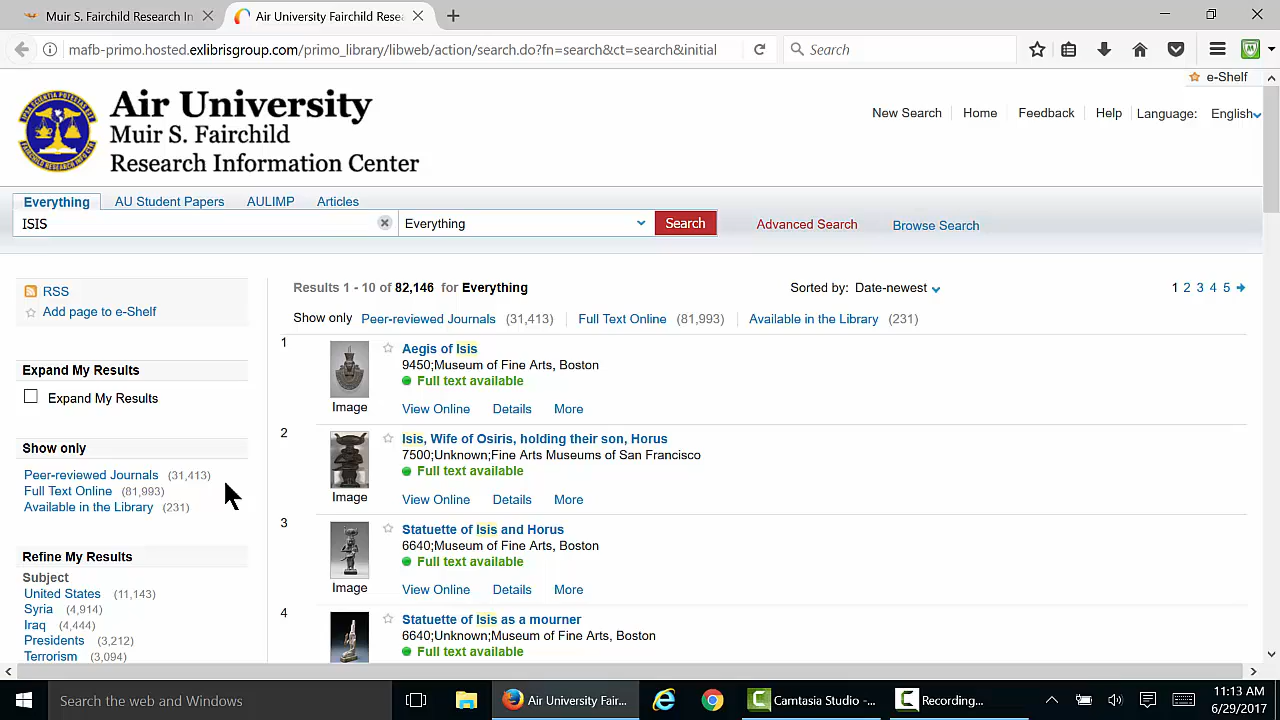 Muir S. Fairchild Research In
Air University Fairchild Rese
mafb-primo.hosted.exlibrisgroup.com/primo_library/libweb/action/search.do?fn=search&ct=search&initial
Search
e-Shelf
Air University
Muir S. Fairchild
Research Information Center
New Search Home Feedback Help Language: English
Everything AU Student Papers AULIMP Articles
ISIS Everything Search Advanced Search Browse Search
RSS
Add page to e-Shelf
Expand My Results
Expand My Results
Show only
Peer-reviewed Journals (31,413)
Full Text Online (81,993)
Available in the Library (231)
Refine My Results
Subject
United States (11,143)
Syria (4,914)
Iraq (4,444)
Presidents (3,212)
Terrorism (3,094)
Results 1 - 10 of 82,146 for Everything Sorted by: Date-newest 1 2 3 4 5
Show only Peer-reviewed Journals (31,413) Full Text Online (81,993) Available in the Library (231)
1
Image
Aegis of Isis
9450;Museum of Fine Arts, Boston
Full text available
View Online Details More
2
Image
Isis, Wife of Osiris, holding their son, Horus
7500;Unknown;Fine Arts Museums of San Francisco
Full text available
View Online Details More
3
Image
Statuette of Isis and Horus
6640;Museum of Fine Arts, Boston
Full text available
View Online Details More
4
Statuette of Isis as a mourner
6640;Unknown;Museum of Fine Arts, Boston
Full text available
Search the web and Windows
Air University Fair...
Camtasia Studio -...
Recording...
11:13 AM
6/29/2017